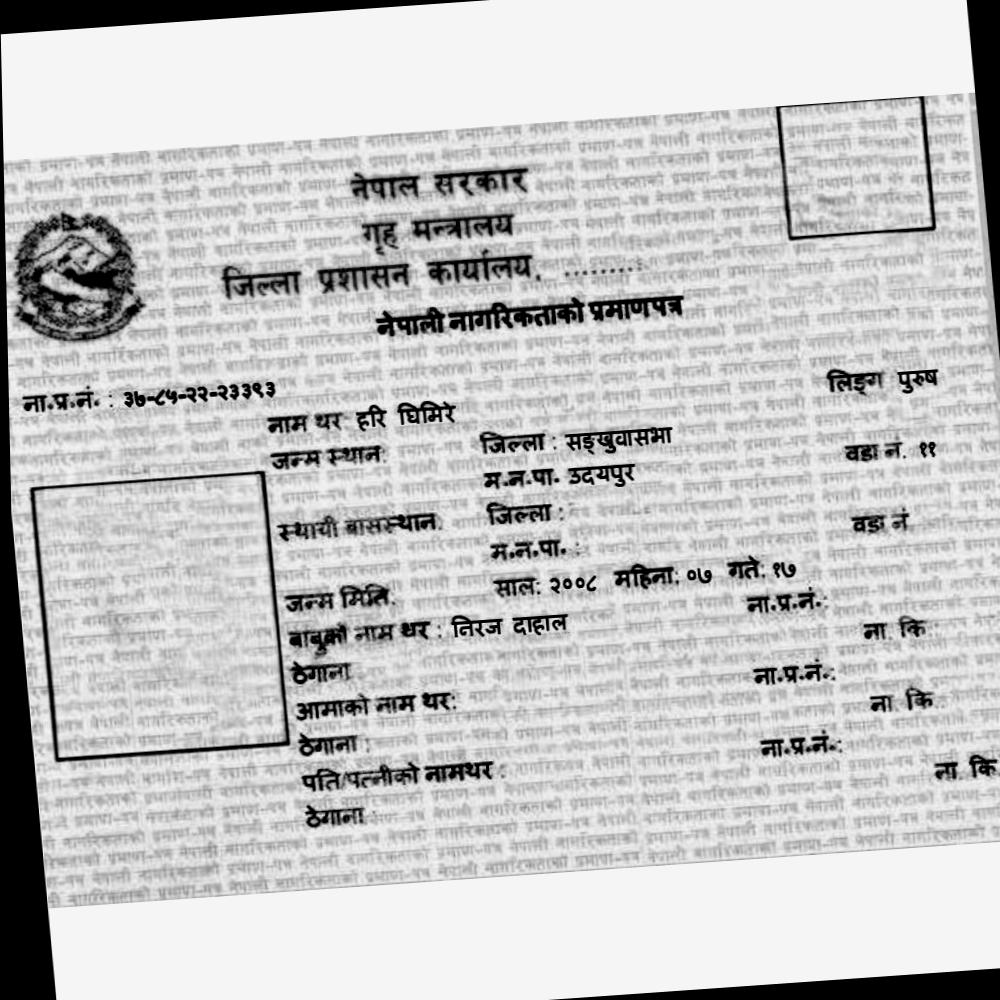 नेपाल सरकार
गृह मन्त्रालय
जिल्ला प्रशासन कार्यालय, .........
नेपाली नागरिकताको प्रमाणपत्र
ना.प्र.नं. : ३७-८५-२२-२३३९३
लिङ्ग पुरुष
नाम थर हरि घिमिरे
जन्म स्थान: जिल्ला : सङ्खुवासभा
म.न.पा. उदयपुर वडा नं. ११
स्थायी बासस्थान: जिल्ला :
म.न.पा. : वडा नं
जन्म मिति: साल: २००८ महिना: ०७ गते: १७
बाबुको नाम थर : निरज दाहाल ना.प्र.नं.:
ठेगाना ना कि
आमाको नाम थर: ना.प्र.नं.:
ठेगाना : ना कि
पति/पत्नीको नामथर : ना.प्र.नं.:
ठेगाना : ना कि